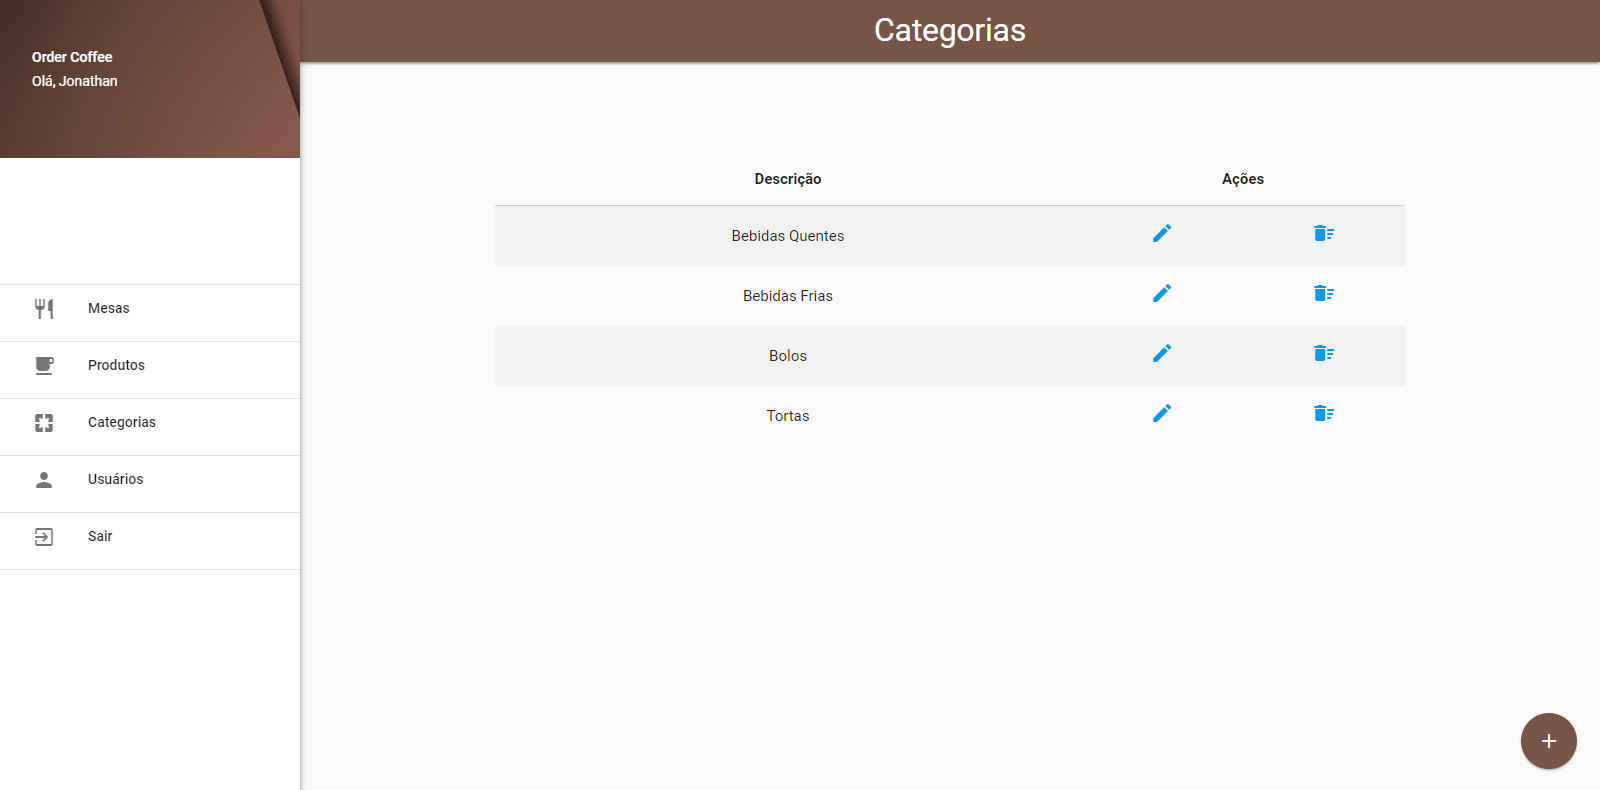 Order Coffee
Olá, Jonathan
Mesas
Produtos
Categorias
Usuários
Sair
Categorias
Descrição Ações
Bebidas Quentes
Bebidas Frias
Bolos
Tortas